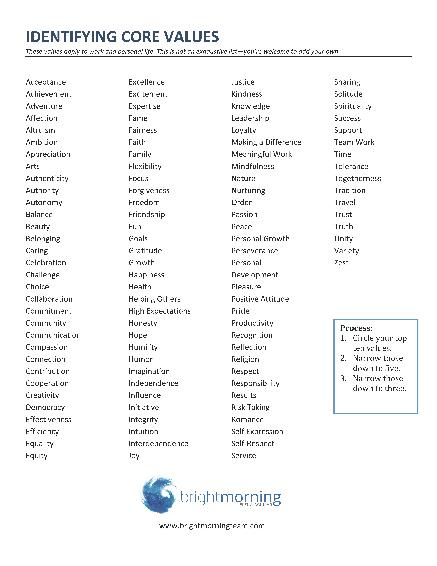 IDENTIFYING CORE VALUES
These values apply to work and personal life. This is not an exhaustive list—you're welcome to add your own.
Acceptance
Achievement
Adventure
Affection
Altruism
Ambition
Appreciation
Arts
Authenticity
Authority
Autonomy
Balance
Beauty
Belonging
Caring
Celebration
Challenge
Choice
Collaboration
Commitment
Community
Communication
Compassion
Connection
Contribution
Cooperation
Creativity
Democracy
Effectiveness
Efficiency
Equality
Equity
Excellence
Excitement
Expertise
Fame
Fairness
Faith
Family
Flexibility
Focus
Forgiveness
Freedom
Friendship
Fun
Goals
Gratitude
Growth
Happiness
Health
Helping Others
High Expectations
Honesty
Hope
Humility
Humor
Imagination
Independence
Influence
Initiative
Integrity
Intuition
Interdependence
Joy
Justice
Kindness
Knowledge
Leadership
Loyalty
Making a Difference
Meaningful Work
Mindfulness
Nature
Nurturing
Order
Passion
Peace
Personal Growth
Perseverance
Personal
Development
Pleasure
Positive Attitude
Pride
Productivity
Recognition
Reflection
Religion
Respect
Responsibility
Results
Risk Taking
Romance
Self-Expression
Self-Respect
Service
Sharing
Solitude
Spirituality
Success
Support
Team Work
Time
Tolerance
Togetherness
Tradition
Travel
Trust
Truth
Unity
Variety
Zest
Process:
1. Circle your top
ten values.
2. Narrow those
down to five.
3. Narrow those
down to three.
brightmorning
www.brightmorningteam.com